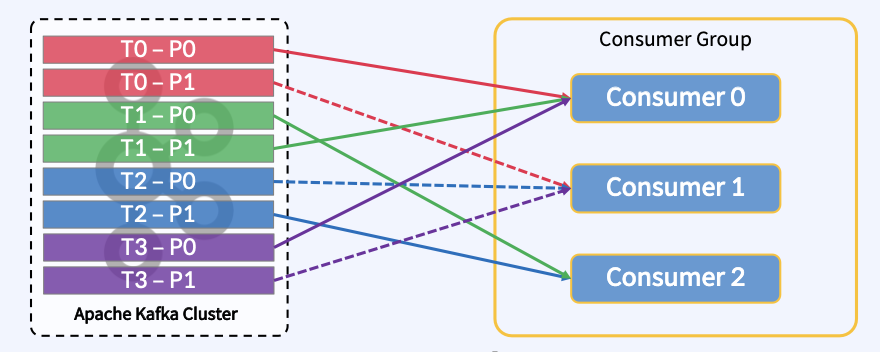 T0 – P0
T0 – P1
T1 – P0
T1 – P1
T2 – P0
T2 – P1
T3 – P0
T3 – P1
Apache Kafka Cluster
Consumer Group
Consumer 0
Consumer 1
Consumer 2